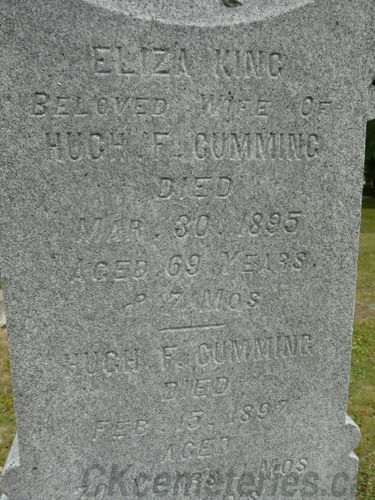 ELIZA KING
BELOVED WIFE OF
HUGH F. CUMMING
DIED
MAR. 30. 1895
AGED 69 YEARS.
7 MOS
HUGH F. CUMMING
DIED
FEB. 15. 1897
AGED
MOS
CKcemeteries.ca